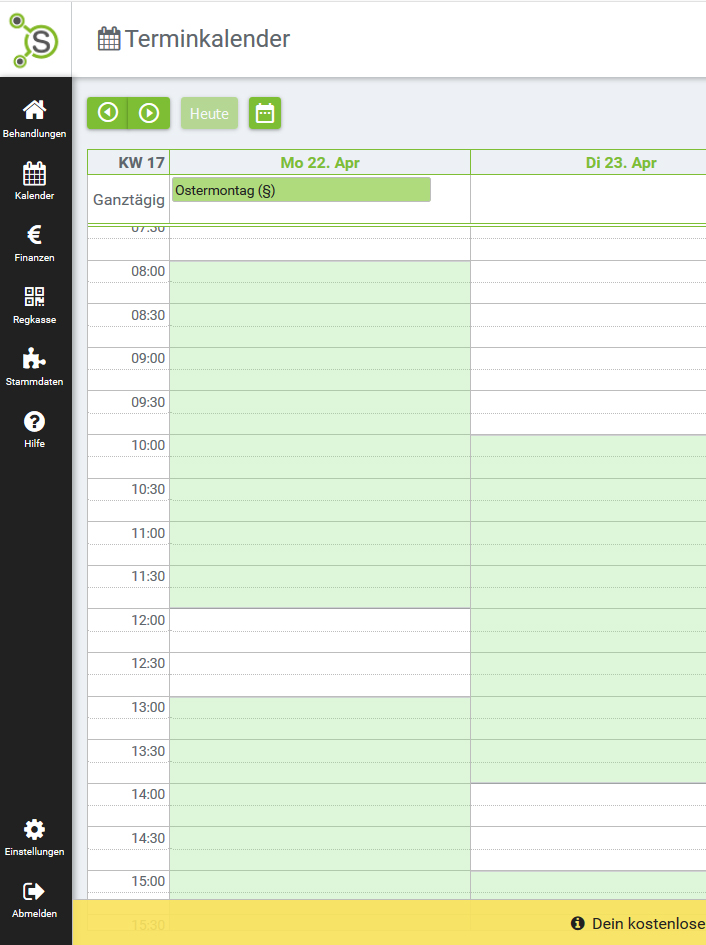 S
Terminkalender
Behandlungen
Kalender
Finanzen
Regkasse
Stammdaten
Hilfe
Einstellungen
Abmelden
Heute
KW 17 Mo 22. Apr Di 23. Apr
Ganztägig Ostermontag (§)
07:30
08:00
08:30
09:00
09:30
10:00
10:30
11:00
11:30
12:00
12:30
13:00
13:30
14:00
14:30
15:00
15:30
Dein kostenlose